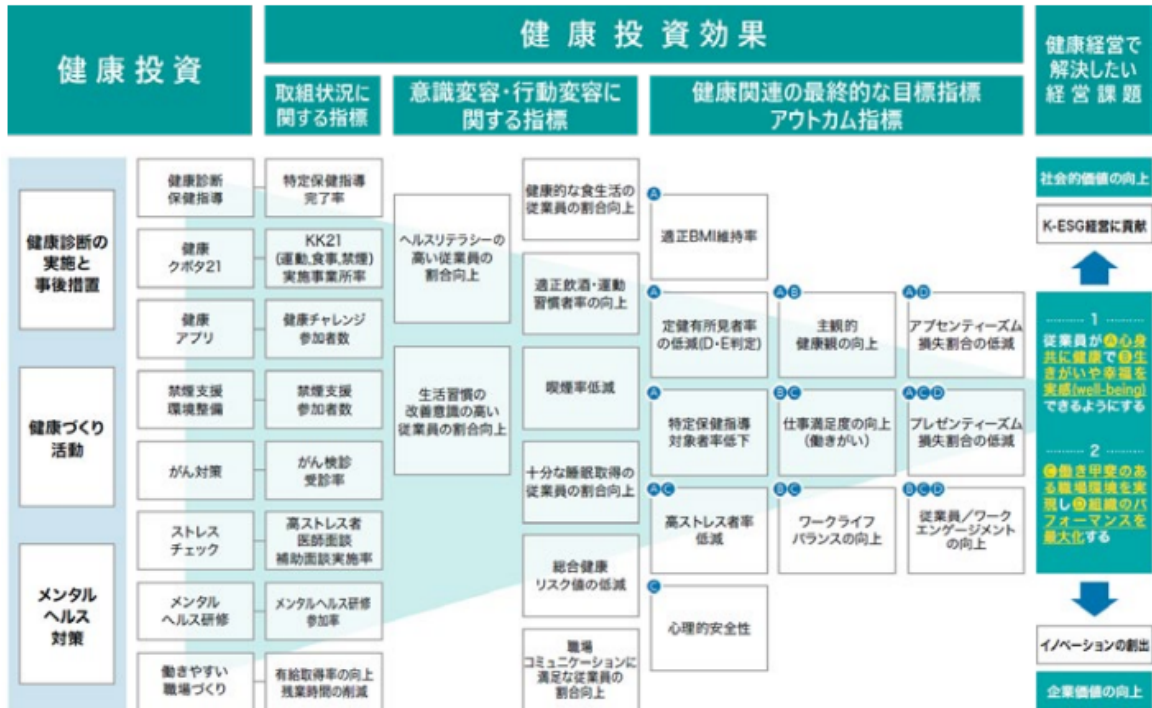 健康投資
健康投資効果
健康経営で
解決したい
経営課題
取組状況に
関する指標
意識変容・行動変容に
関する指標
健康関連の最終的な目標指標
アウトカム指標
健康診断の
実施と
事後措置
健康づくり
活動
メンタル
ヘルス
対策
健康診断
保健指導
健康
クボタ21
健康
アプリ
禁煙支援
環境整備
がん対策
ストレス
チェック
メンタル
ヘルス研修
働きやすい
職場づくり
特定保健指導
完了率
KK21
(運動,食事,禁煙)
実施事業所率
健康チャレンジ
参加者数
禁煙支援
参加者数
がん検診
受診率
高ストレス者
医師面談
補助面談実施率
メンタルヘルス研修
参加率
有給取得率の向上
残業時間の削減
ヘルスリテラシーの
高い従業員の
割合向上
生活習慣の
改善意識の高い
従業員の割合向上
健康的な食生活の
従業員の割合向上
適正飲酒・運動
習慣者率の向上
喫煙率低減
十分な睡眠取得の
従業員の割合向上
総合健康
リスク値の低減
職場
コミュニケーションに
満足な従業員の
割合向上
A
適正BMI維持率
A
定健有所見者率
の低減(D・E判定)
A
特定保健指導
対象者率低下
AC
高ストレス者率
低減
C
心理的安全性
AB
主観的
健康観の向上
BC
仕事満足度の向上
(働きがい)
BC
ワークライフ
バランスの向上
AD
アブセンティーズム
損失割合の低減
ACD
プレゼンティーズム
損失割合の低減
BCD
従業員/ワーク
エンゲージメント
の向上
社会的価値の向上
K-ESG経営に貢献
1
従業員がA心身
共に健康でB生
きがいや幸福を
実感(well-being)
できるようにする
2
C働き甲斐のあ
る職場環境を実
現しD組織のパ
フォーマンスを
最大化する
イノベーションの創出
企業価値の向上